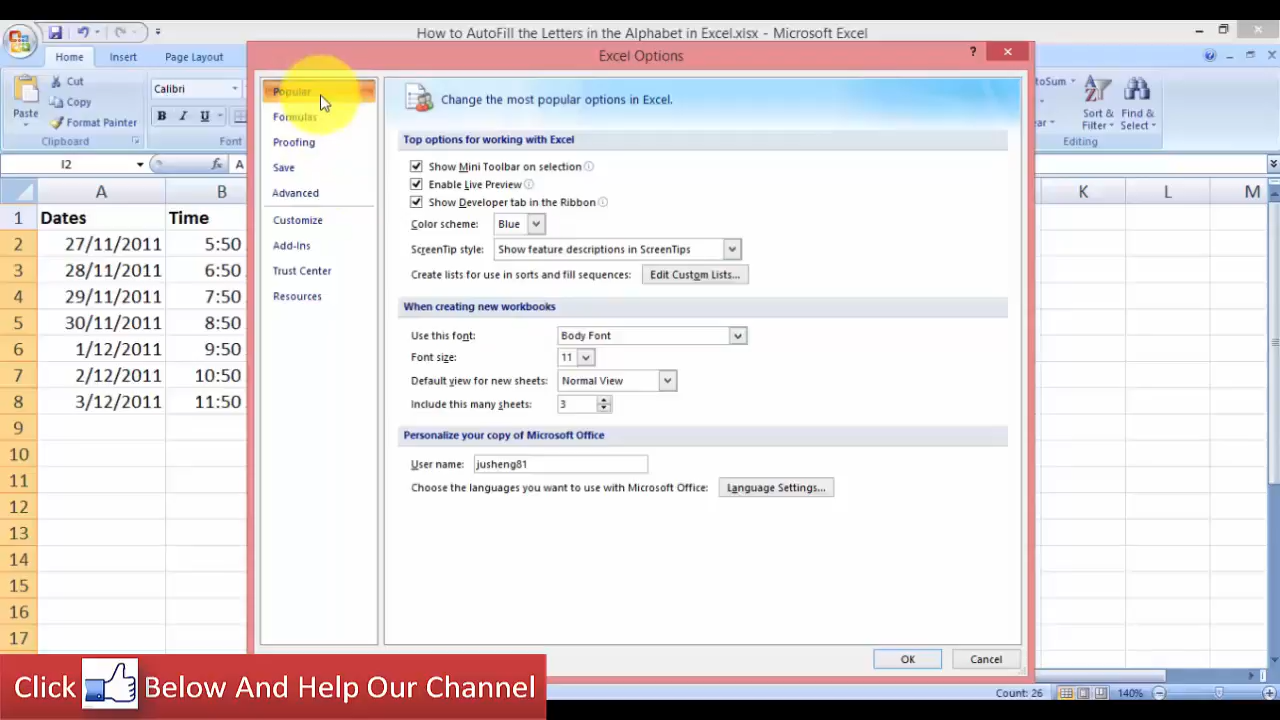 How to AutoFill the Letters in the Alphabet in Excel.xlsx - Microsoft Excel
Home Insert Page Layout
Excel Options
Cut
Copy
Format Painter
Paste
Clipboard
Calibri
B I U
Font
Sort & Filter
Find & Select
Editing
I2 fx A
A B K L M
1 Dates Time
2 27/11/2011 5:50
3 28/11/2011 6:50
4 29/11/2011 7:50
5 30/11/2011 8:50
6 1/12/2011 9:50
7 2/12/2011 10:50
8 3/12/2011 11:50
9
10
11
12
13
14
15
16
17
Popular
Formulas
Proofing
Save
Advanced
Customize
Add-Ins
Trust Center
Resources
Change the most popular options in Excel.
Top options for working with Excel
Show Mini Toolbar on selection
Enable Live Preview
Show Developer tab in the Ribbon
Color scheme: Blue
ScreenTip style: Show feature descriptions in ScreenTips
Create lists for use in sorts and fill sequences: Edit Custom Lists...
When creating new workbooks
Use this font: Body Font
Font size: 11
Default view for new sheets: Normal View
Include this many sheets: 3
Personalize your copy of Microsoft Office
User name: jusheng81
Choose the languages you want to use with Microsoft Office: Language Settings...
OK Cancel
Click Below And Help Our Channel
Count: 26 140%